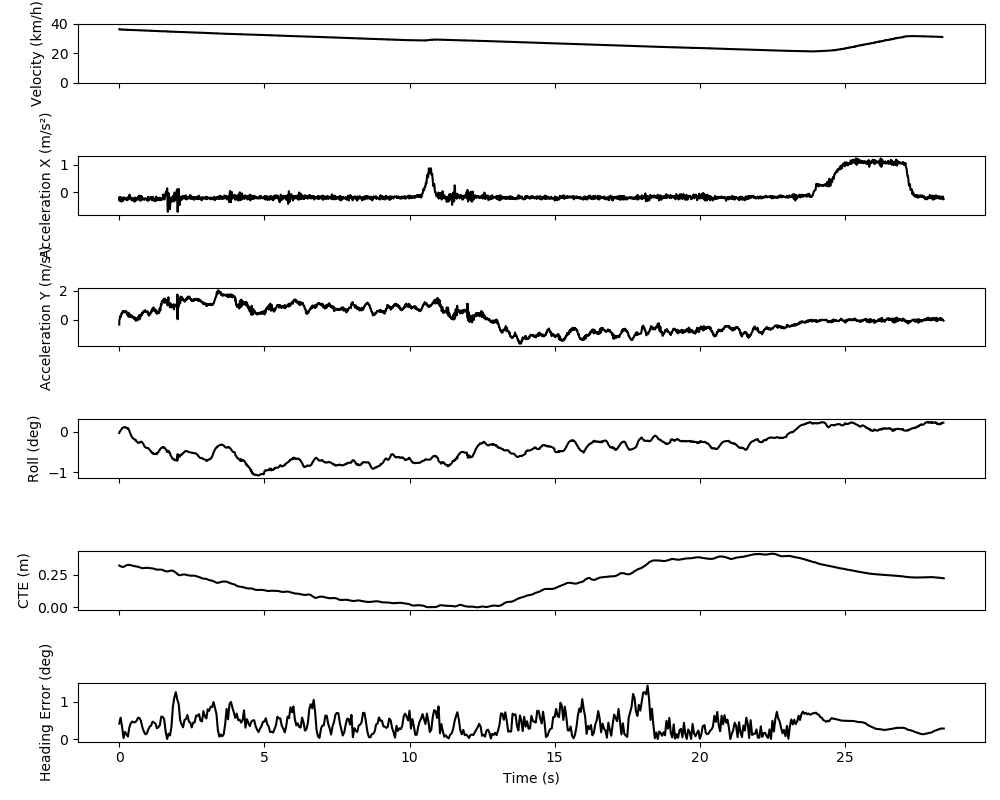 Velocity (km/h)
40
20
0
Acceleration X (m/s²)
1
0
Acceleration Y (m/s²)
2
0
Roll (deg)
0
−1
CTE (m)
0.25
0.00
Heading Error (deg)
1
0
0 5 10 15 20 25
Time (s)